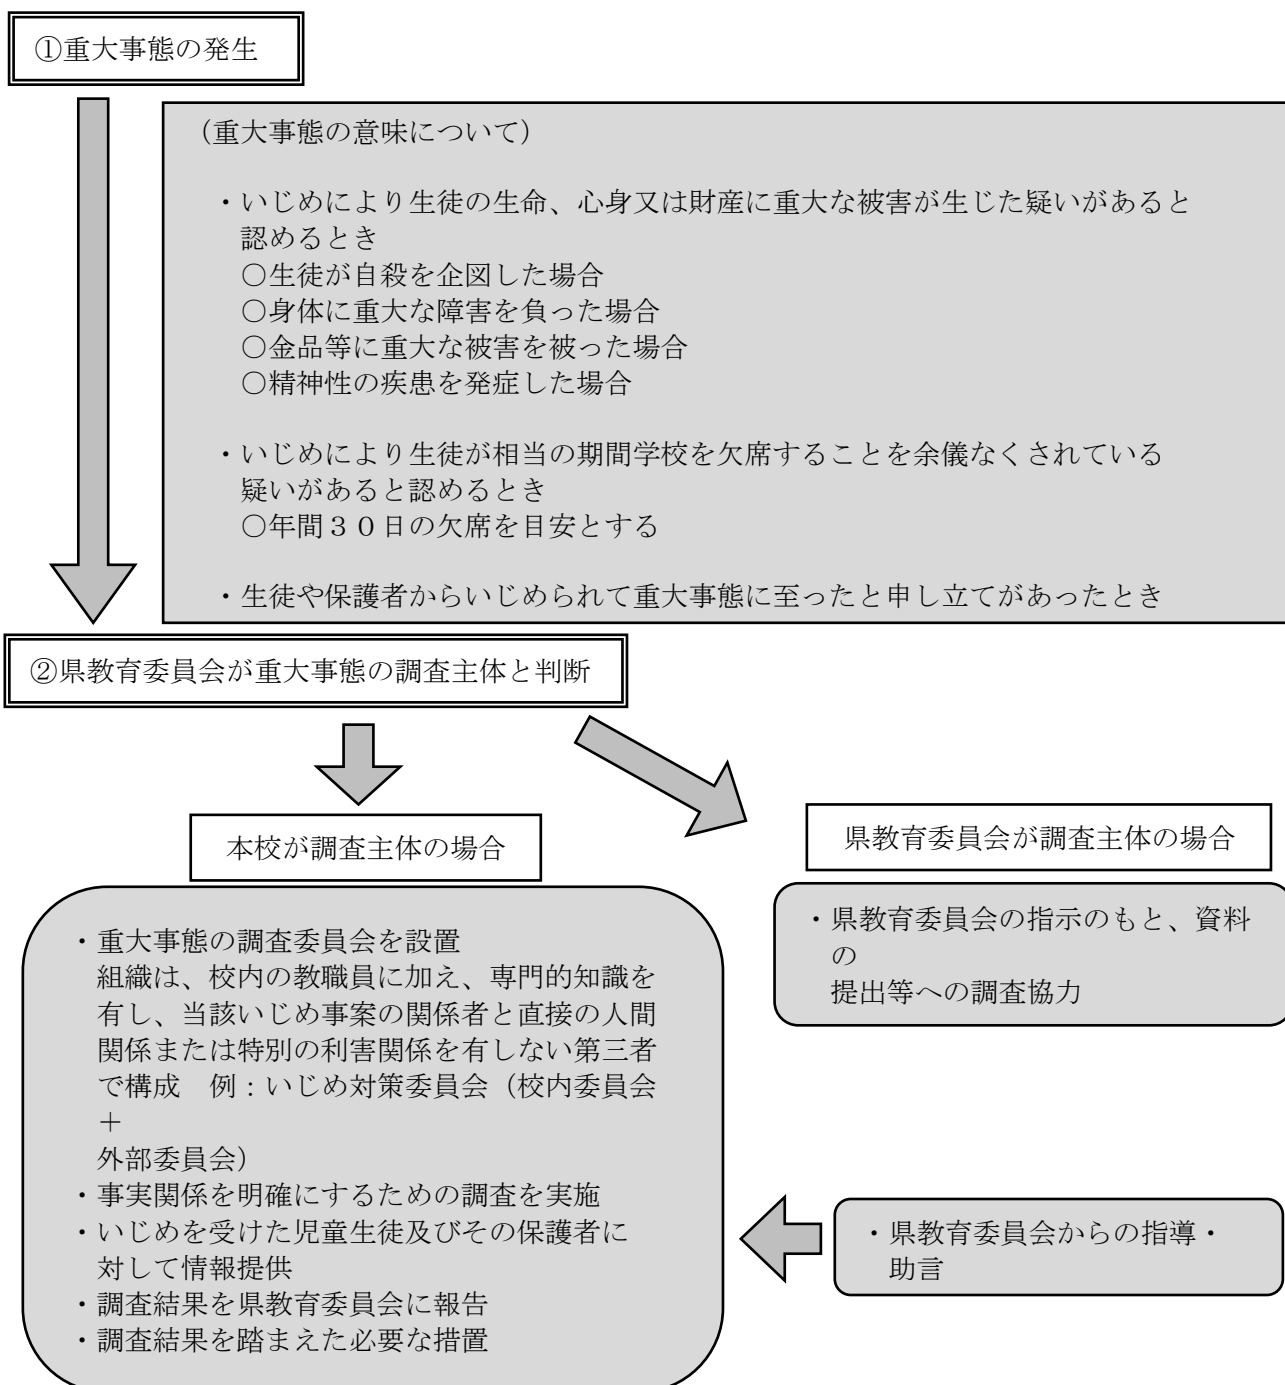 ①重大事態の発生
（重大事態の意味について）
・いじめにより生徒の生命、心身又は財産に重大な被害が生じた疑いがあると
認めるとき
○生徒が自殺を企図した場合
○身体に重大な障害を負った場合
○金品等に重大な被害を被った場合
○精神性の疾患を発症した場合
・いじめにより生徒が相当の期間学校を欠席することを余儀なくされている
疑いがあると認めるとき
○年間３０日の欠席を目安とする
・生徒や保護者からいじめられて重大事態に至ったと申し立てがあったとき
②県教育委員会が重大事態の調査主体と判断
本校が調査主体の場合
・重大事態の調査委員会を設置
組織は、校内の教職員に加え、専門的知識を
有し、当該いじめ事案の関係者と直接の人間
関係または特別の利害関係を有しない第三者
で構成　例：いじめ対策委員会（校内委員会
＋
外部委員会）
・事実関係を明確にするための調査を実施
・いじめを受けた児童生徒及びその保護者に
対して情報提供
・調査結果を県教育委員会に報告
・調査結果を踏まえた必要な措置
県教育委員会が調査主体の場合
・県教育委員会の指示のもと、資料
の
提出等への調査協力
・県教育委員会からの指導・
助言